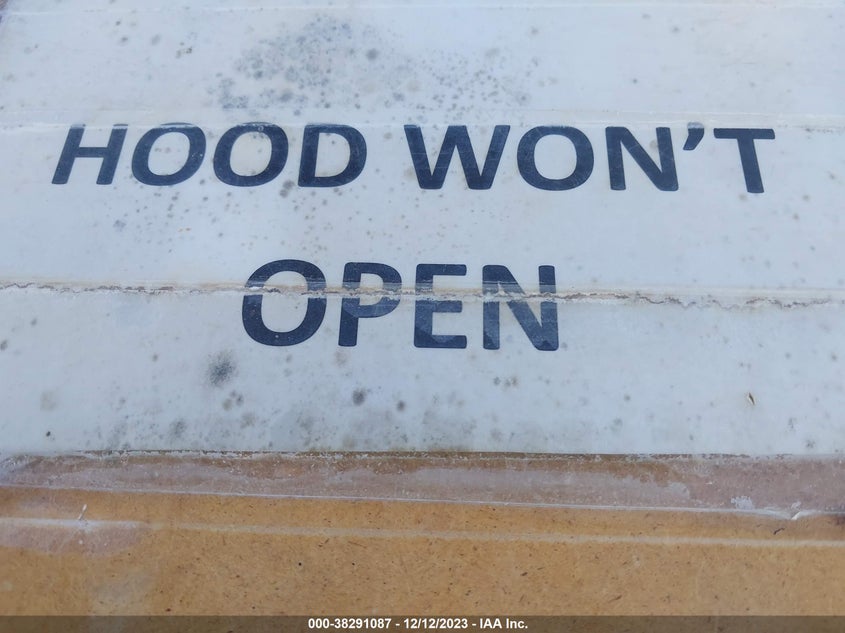 HOOD WON'T
OPEN
000-38291087 - 12/12/2023 - IAA Inc.